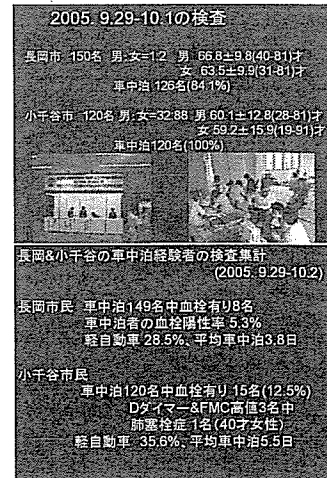 2005. 9.29-10.1の検査
長岡市 150名 男:女=1:2 男 66.8±9.8(40-81)才
女 63.5±9.9(31-81)才
車中泊 126名(84.1%)
小千谷市 120名 男:女=32:88 男 60.1±12.8(28-81)才
女 59.2±15.9(19-91)才
車中泊120名(100%)
長岡&小千谷の車中泊経験者の検査集計
(2005. 9.29-10.2)
長岡市民 車中泊149名中血栓有り8名
車中泊者の血栓陽性率 5.3%
軽自動車 28.5%、平均車中泊3.8日
小千谷市民
車中泊120名中血栓有り 15名(12.5%)
Dダイマー&FMC高値3名中
肺塞栓症 1名(40才女性)
軽自動車 35.6%、平均車中泊5.5日